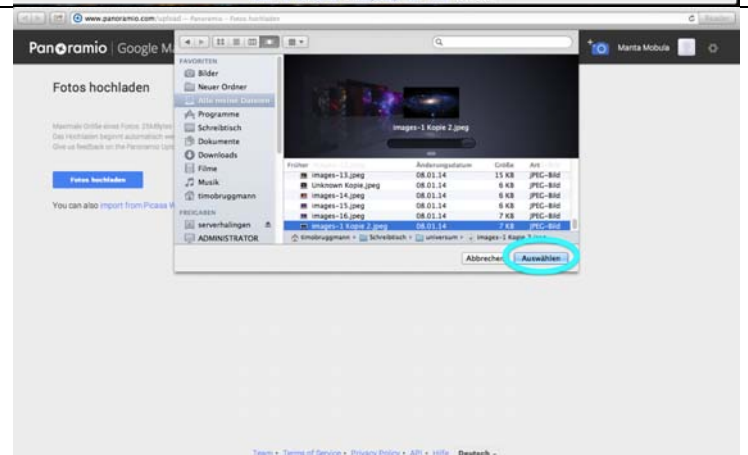 www.panoramio.com/upload – Panoramio - Fotos hochladen
Reader
Panoramio | Google M
Manta Mobula
Fotos hochladen
Fotos hochladen
You can also import from Picasa W
FAVORITEN
Bilder
Neuer Ordner
Alle meine Dateien
Programme
Schreibtisch
Dokumente
Downloads
Filme
Musik
timobruggmann
FREIGABEN
serverhalingen
ADMINISTRATOR
images-1 Kopie 2.jpeg
Früher Änderungsdatum Größe Art
images-13.jpeg 08.01.14 15 KB JPEG-Bild
Unknown Kopie.jpeg 08.01.14 6 KB JPEG-Bild
images-14.jpeg 08.01.14 6 KB JPEG-Bild
images-15.jpeg 08.01.14 6 KB JPEG-Bild
images-16.jpeg 08.01.14 7 KB JPEG-Bild
images-1 Kopie 2.jpeg 08.01.14 7 KB JPEG-Bild
timobruggmann Schreibtisch universum images-1 Kopie 2.jpeg
Abbrechen Auswählen
Team • Terms of Service • Privacy Policy • API • Hilfe Deutsch